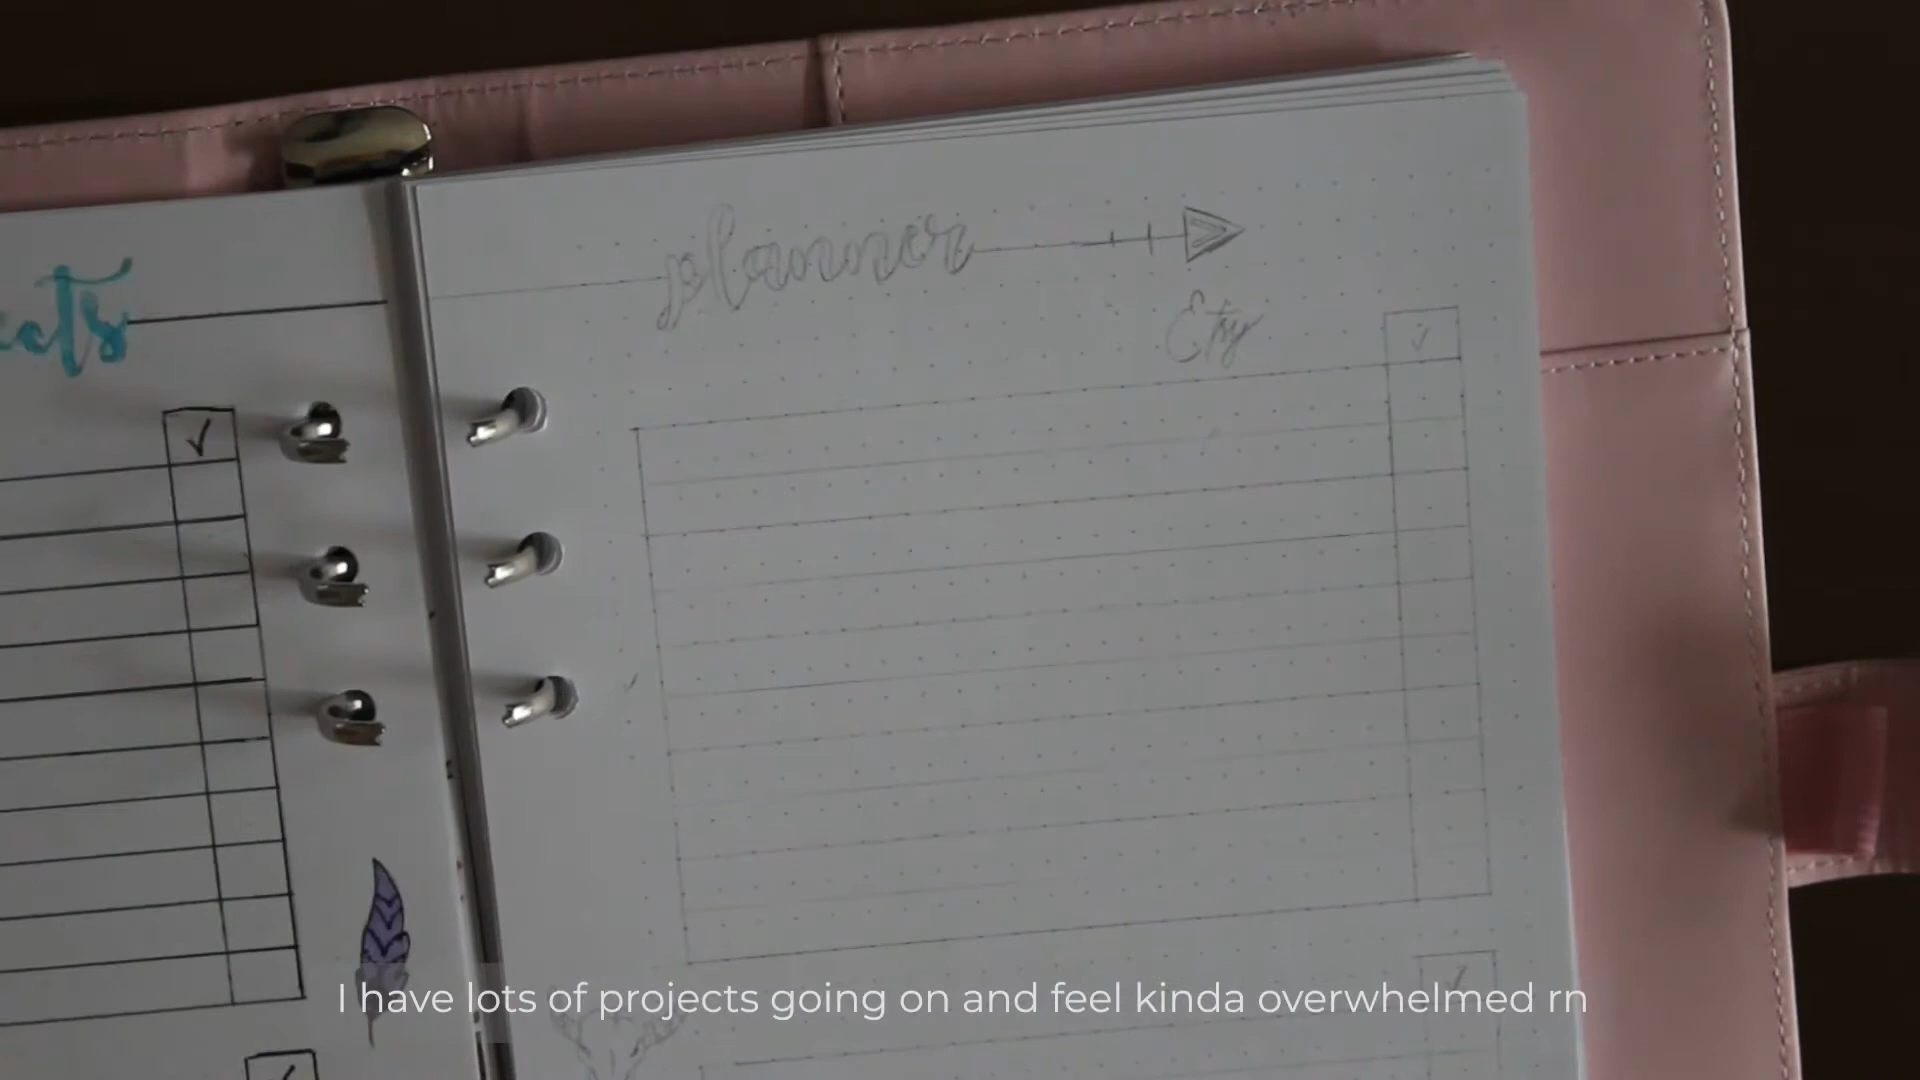 ects
planner
Etsy
I have lots of projects going on and feel kinda overwhelmed rn